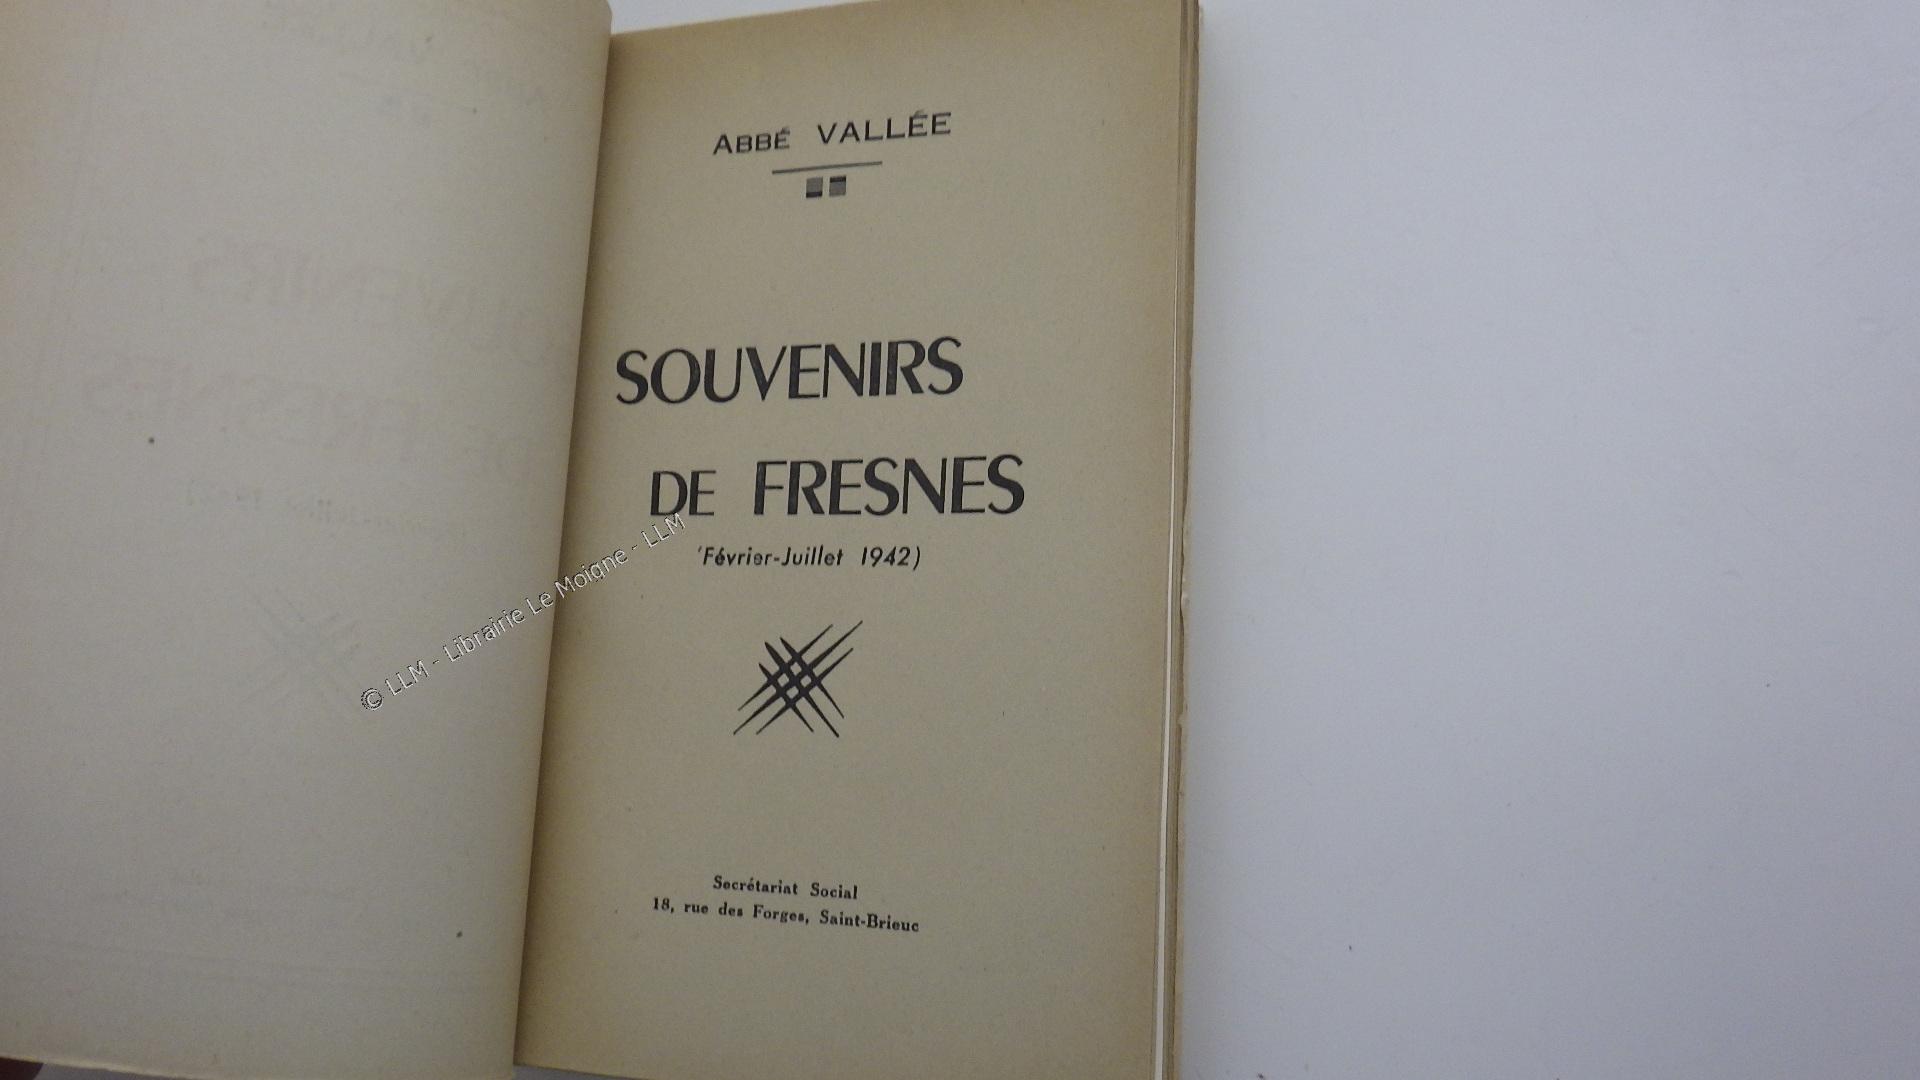 ABBÉ VALLÉE
SOUVENIRS
DE FRESNES
'Février-Juillet 1942)
© LLM - Librairie Le Moigne - LLM
Secrétariat Social
18, rue des Forges, Saint-Brieuc